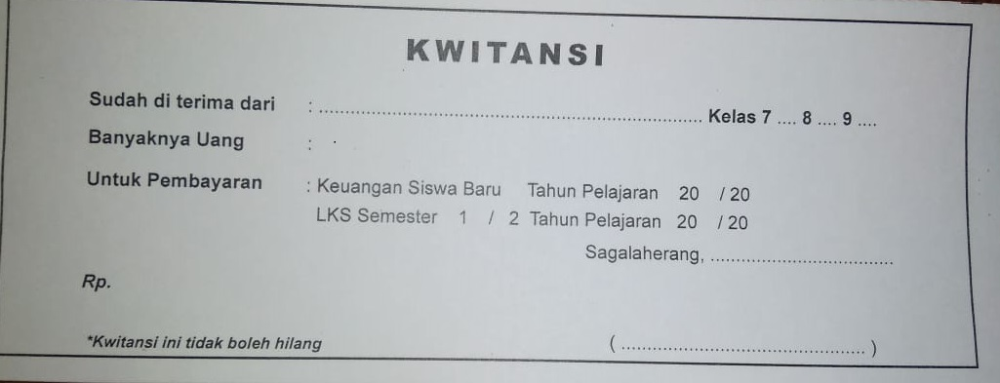 KWITANSI
Sudah di terima dari : ........................................................................ Kelas 7 .... 8 .... 9 ....
Banyaknya Uang :
Untuk Pembayaran : Keuangan Siswa Baru Tahun Pelajaran 20 / 20
LKS Semester 1 / 2 Tahun Pelajaran 20 / 20
Sagalaherang, ....................................
Rp.
*Kwitansi ini tidak boleh hilang ( ................................................ )